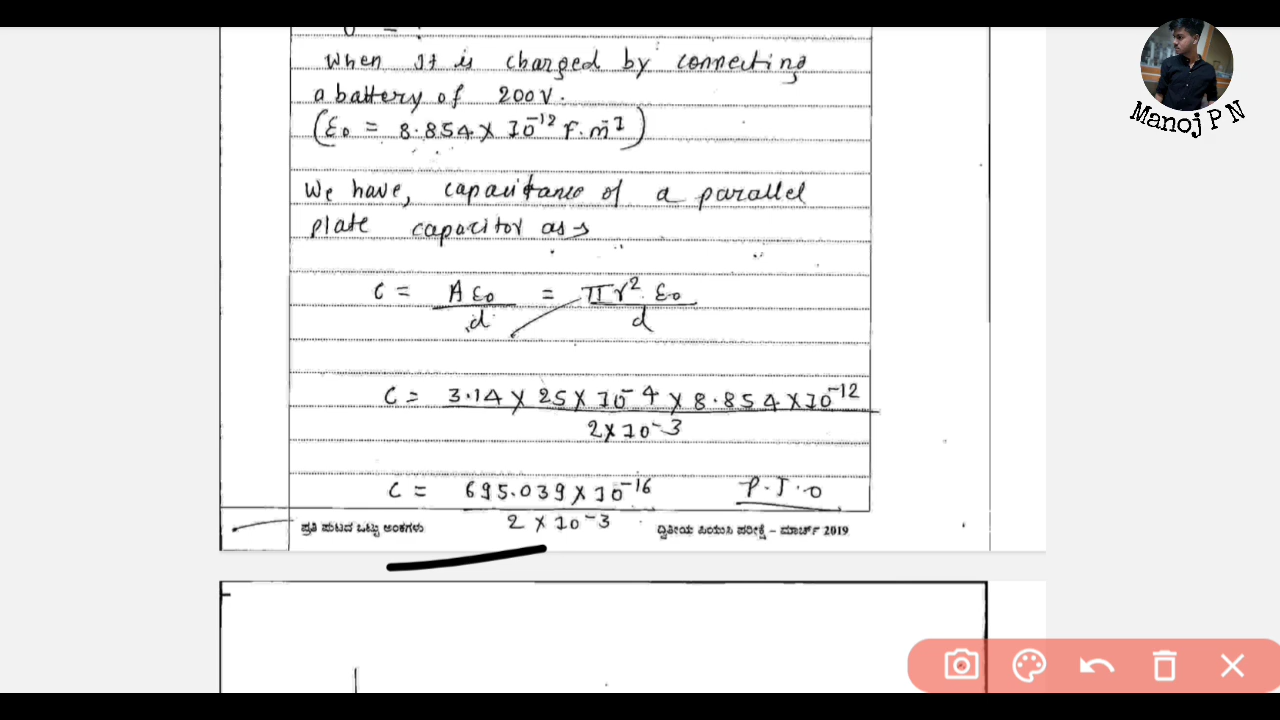 When it is charged by connecting
a battery of 200V.
(ε₀ = 8.854 × 10⁻¹² F.m⁻¹)
We have, capacitance of a parallel
plate capacitor as →
C = Aε₀/d = πr² ε₀/d
C = 3.14 × 25 × 10⁻⁴ × 8.854 × 10⁻¹² / 2×10⁻³
C = 695.039 × 10⁻¹⁶ / 2 × 10⁻³ P.T.O
ಪ್ರತಿ ಪುಟದ ಒಟ್ಟು ಅಂಕಗಳು ದ್ವಿತೀಯ ಪಿಯುಸಿ ಪರೀಕ್ಷೆ – ಮಾರ್ಚ್ 2019
Manoj P N